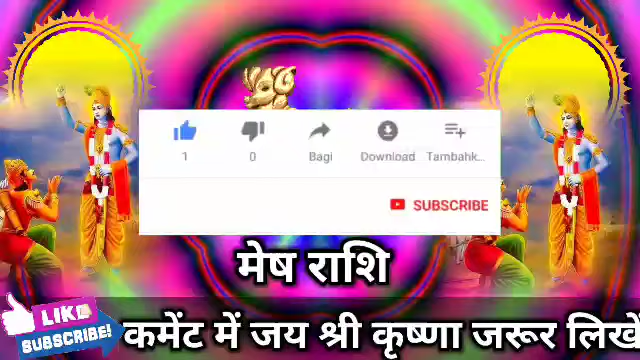 1 0 Bagi Download Tambahk...
SUBSCRIBE
मेष राशि
LIKE
SUBSCRIBE!
कमेंट में जय श्री कृष्णा जरूर लिखें